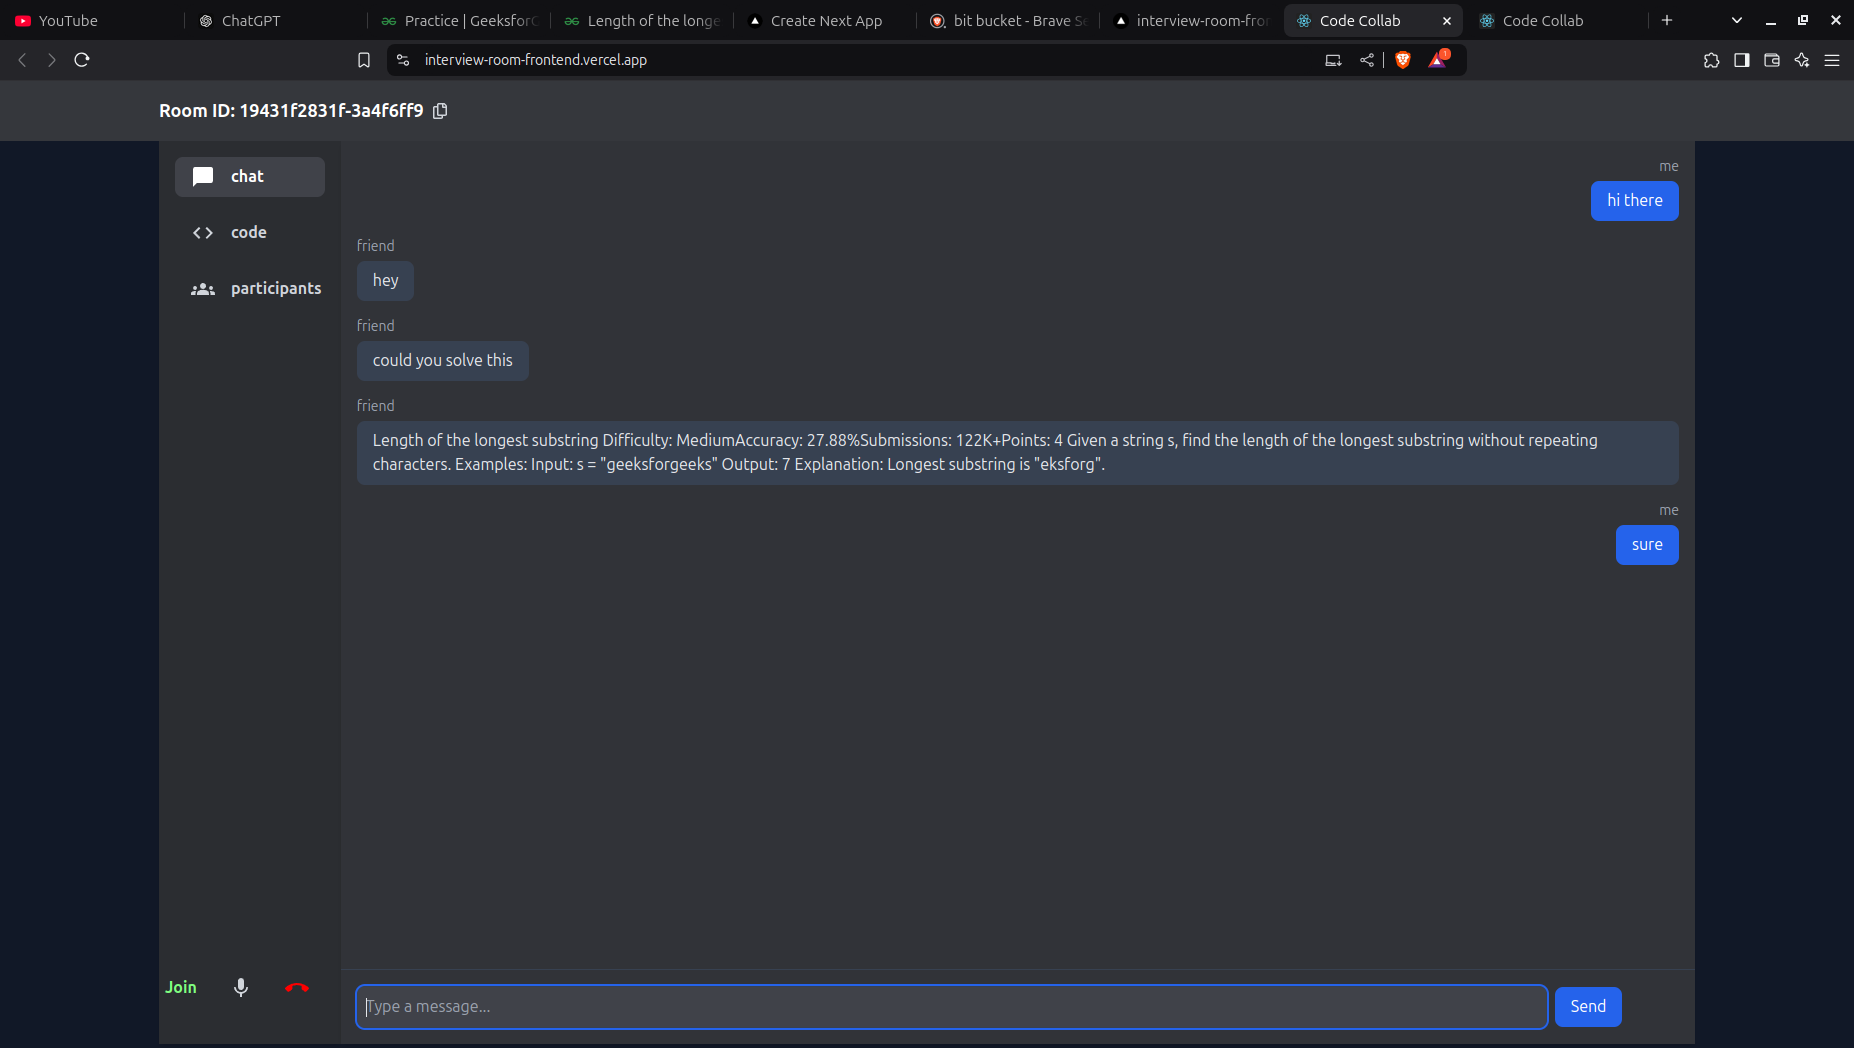 YouTube
ChatGPT
Practice | GeeksforG
Length of the longe
Create Next App
bit bucket - Brave Se
interview-room-fron
Code Collab
Code Collab
interview-room-frontend.vercel.app
1
Room ID: 19431f2831f-3a4f6ff9
chat
code
participants
me
hi there
friend
hey
friend
could you solve this
friend
Length of the longest substring Difficulty: MediumAccuracy: 27.88%Submissions: 122K+Points: 4 Given a string s, find the length of the longest substring without repeating
characters. Examples: Input: s = "geeksforgeeks" Output: 7 Explanation: Longest substring is "eksforg".
me
sure
Join
Type a message...
Send